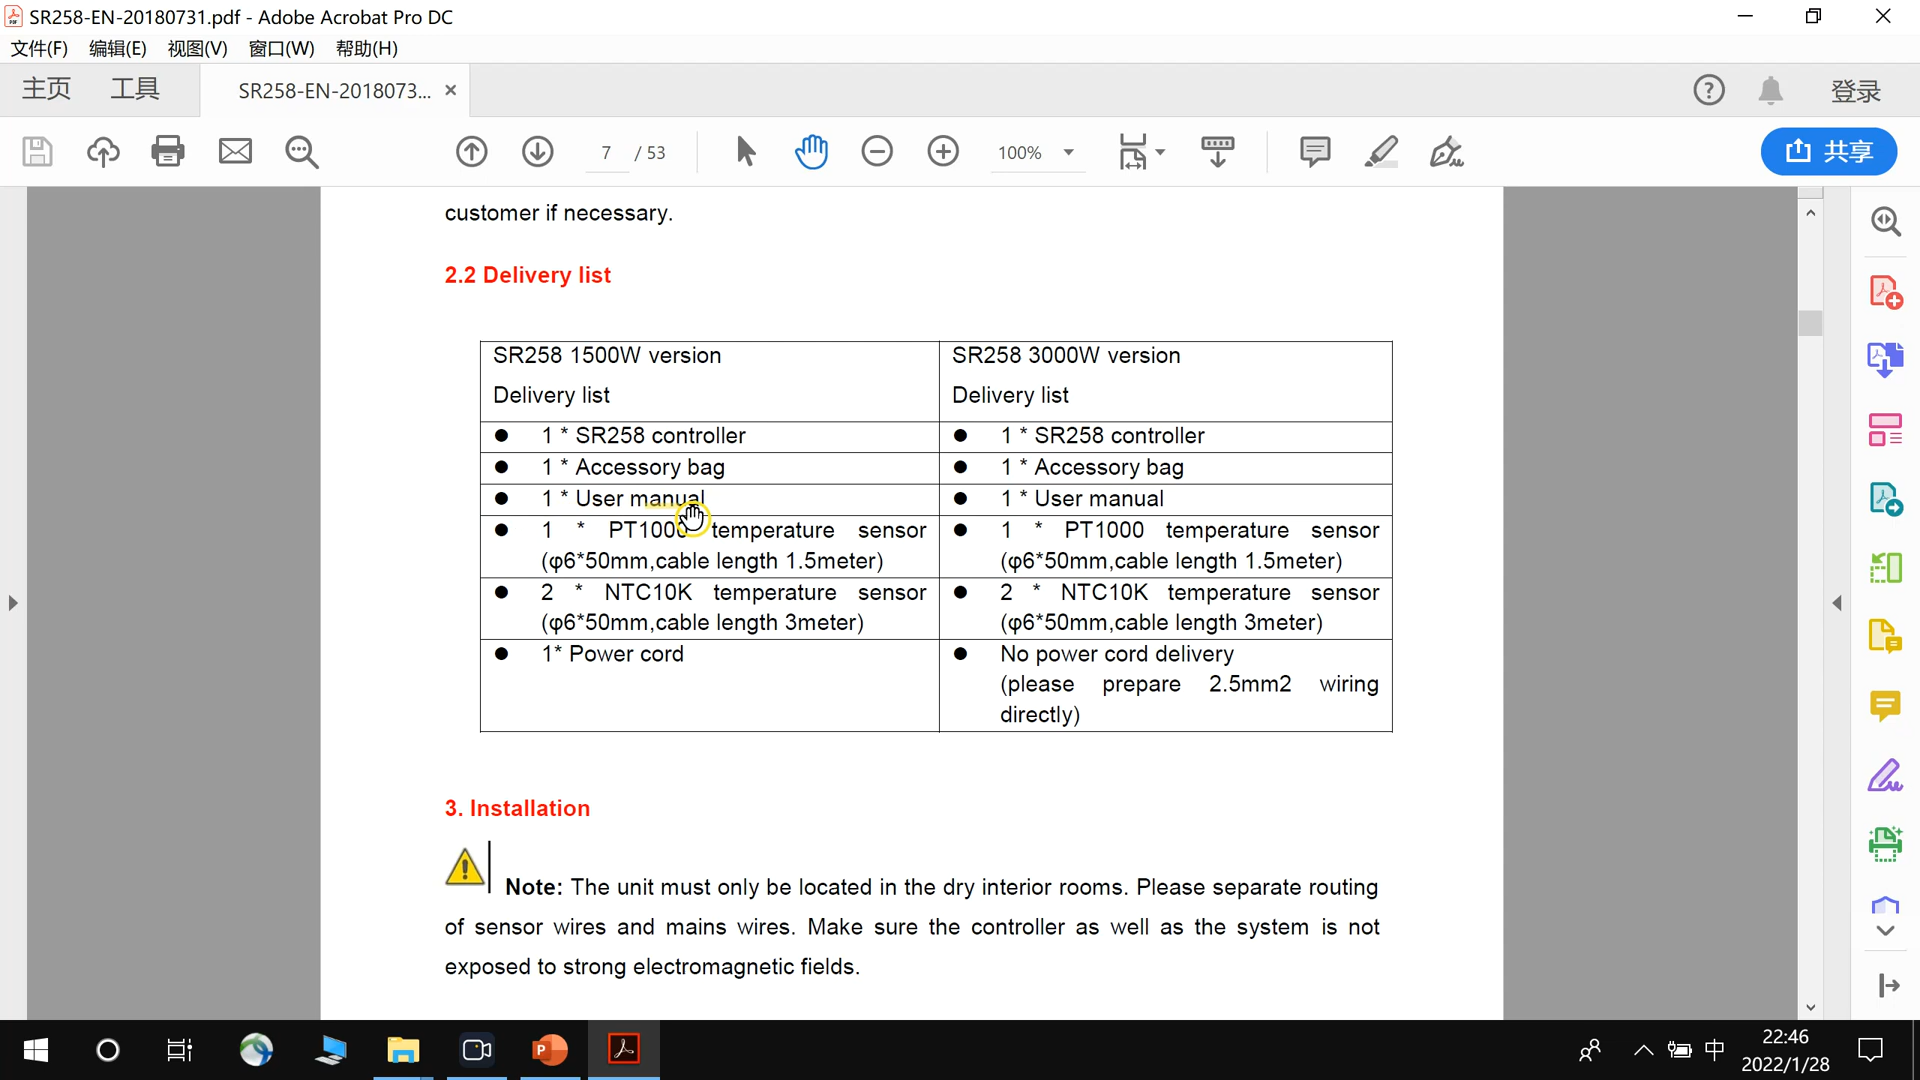 SR258-EN-20180731.pdf - Adobe Acrobat Pro DC
文件(F) 编辑(E) 视图(V) 窗口(W) 帮助(H)
主页 工具 SR258-EN-2018073... × 登录
7 / 53 100% 共享
customer if necessary.
2.2 Delivery list
SR258 1500W version
Delivery list
SR258 3000W version
Delivery list
● 1 * SR258 controller
● 1 * SR258 controller
● 1 * Accessory bag
● 1 * Accessory bag
● 1 * User manual
● 1 * User manual
● 1 * PT1000 temperature sensor
(φ6*50mm,cable length 1.5meter)
● 1 * PT1000 temperature sensor
(φ6*50mm,cable length 1.5meter)
● 2 * NTC10K temperature sensor
(φ6*50mm,cable length 3meter)
● 2 * NTC10K temperature sensor
(φ6*50mm,cable length 3meter)
● 1* Power cord
● No power cord delivery
(please prepare 2.5mm2 wiring
directly)
3. Installation
Note: The unit must only be located in the dry interior rooms. Please separate routing
of sensor wires and mains wires. Make sure the controller as well as the system is not
exposed to strong electromagnetic fields.
中 22:46
2022/1/28